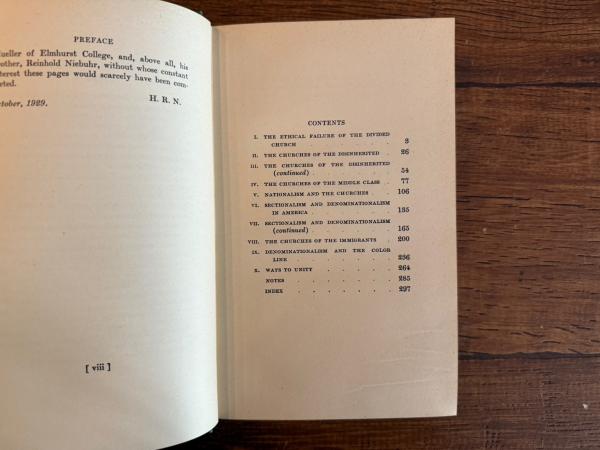 PREFACE
ueller of Elmhurst College, and, above all, his
other, Reinhold Niebuhr, without whose constant
terest these pages would scarcely have been com-
eted.
H. R. N.
ctober, 1929.
[ viii ]
CONTENTS
I. THE ETHICAL FAILURE OF THE DIVIDED
CHURCH . . . . . . . 3
II. THE CHURCHES OF THE DISINHERITED . 26
III. THE CHURCHES OF THE DISINHERITED
(continued) . . . . . . . 54
IV. THE CHURCHES OF THE MIDDLE CLASS . 77
V. NATIONALISM AND THE CHURCHES . . 106
VI. SECTIONALISM AND DENOMINATIONALISM
IN AMERICA . . . . . . 135
VII. SECTIONALISM AND DENOMINATIONALISM
(continued) . . . . . . 165
VIII. THE CHURCHES OF THE IMMIGRANTS . 200
IX. DENOMINATIONALISM AND THE COLOR
LINE . . . . . . . 236
X. WAYS TO UNITY . . . . . 264
NOTES . . . . . . . 285
INDEX . . . . . . . 297